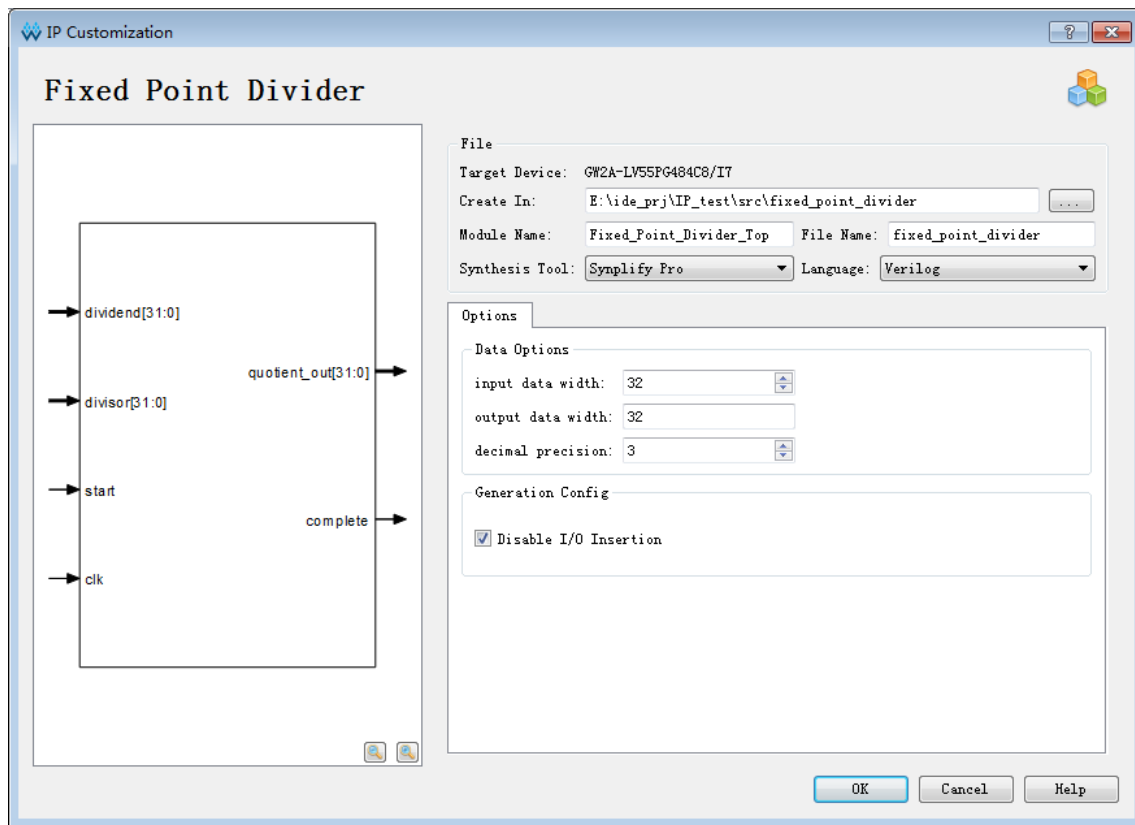 IP Customization
Fixed Point Divider
dividend[31:0]
quotient_out[31:0]
divisor[31:0]
start
complete
clk
File
Target Device: GW2A-LV55PG484C8/I7
Create In: E:\ide_prj\IP_test\src\fixed_point_divider ...
Module Name: Fixed_Point_Divider_Top File Name: fixed_point_divider
Synthesis Tool: Synplify Pro Language: Verilog
Options
Data Options
input data width: 32
output data width: 32
decimal precision: 3
Generation Config
Disable I/O Insertion
OK Cancel Help